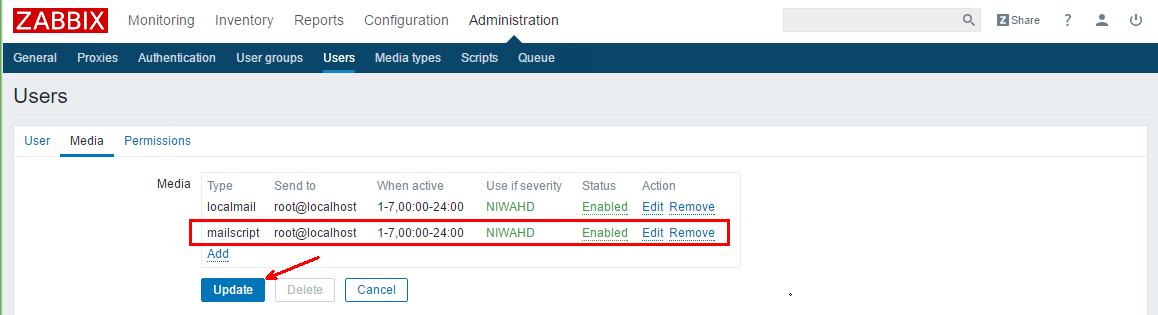 ZABBIX Monitoring Inventory Reports Configuration Administration Z Share ?
General Proxies Authentication User groups Users Media types Scripts Queue
Users
User Media Permissions
Media Type Send to When active Use if severity Status Action
localmail root@localhost 1-7,00:00-24:00 NIWAHD Enabled Edit Remove
mailscript root@localhost 1-7,00:00-24:00 NIWAHD Enabled Edit Remove
Add
Update Delete Cancel